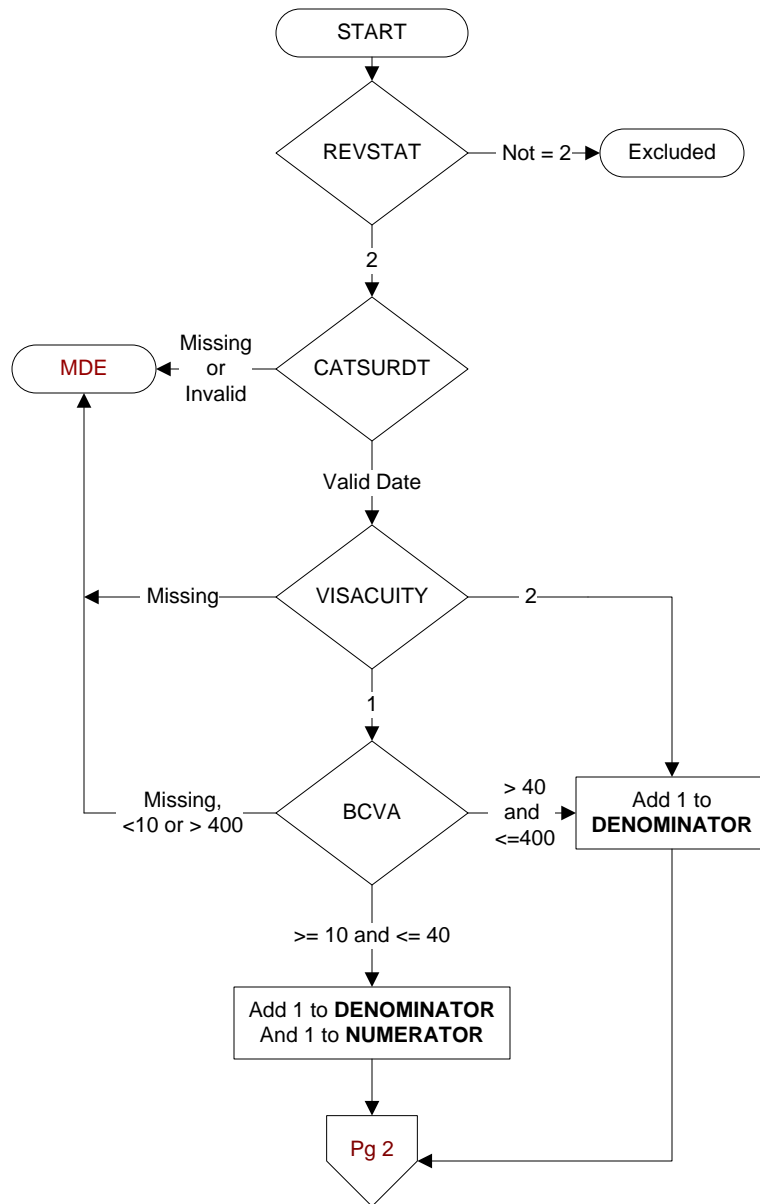 START
REVSTAT
Not = 2
Excluded
2
Missing
or
Invalid
MDE
CATSURDT
Valid Date
Missing
VISACUITY
2
1
Missing,
<10 or > 400
BCVA
> 40
and
<=400
Add 1 to
DENOMINATOR
>= 10 and <= 40
Add 1 to DENOMINATOR
And 1 to NUMERATOR
Pg 2